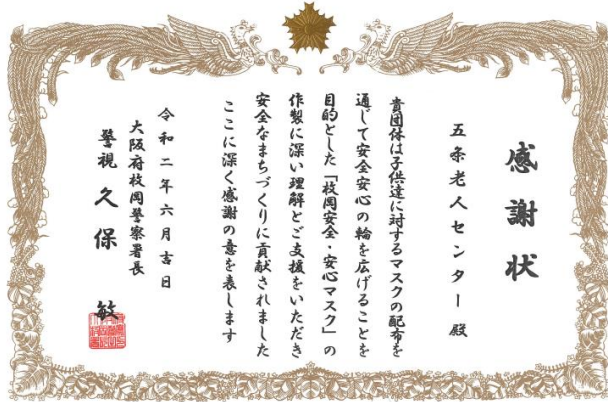 感謝状
五条老人センター 殿
貴団体は子供達に対するマスクの配布を
通じて安全安心の輪を広げることを
目的とした「枚岡安全・安心マスク」の
作製に深い理解とご支援をいただき
安全なまちづくりに貢献されました
ここに深く感謝の意を表します
令和二年六月吉日
大阪府枚岡警察署長
警視 久保 敏